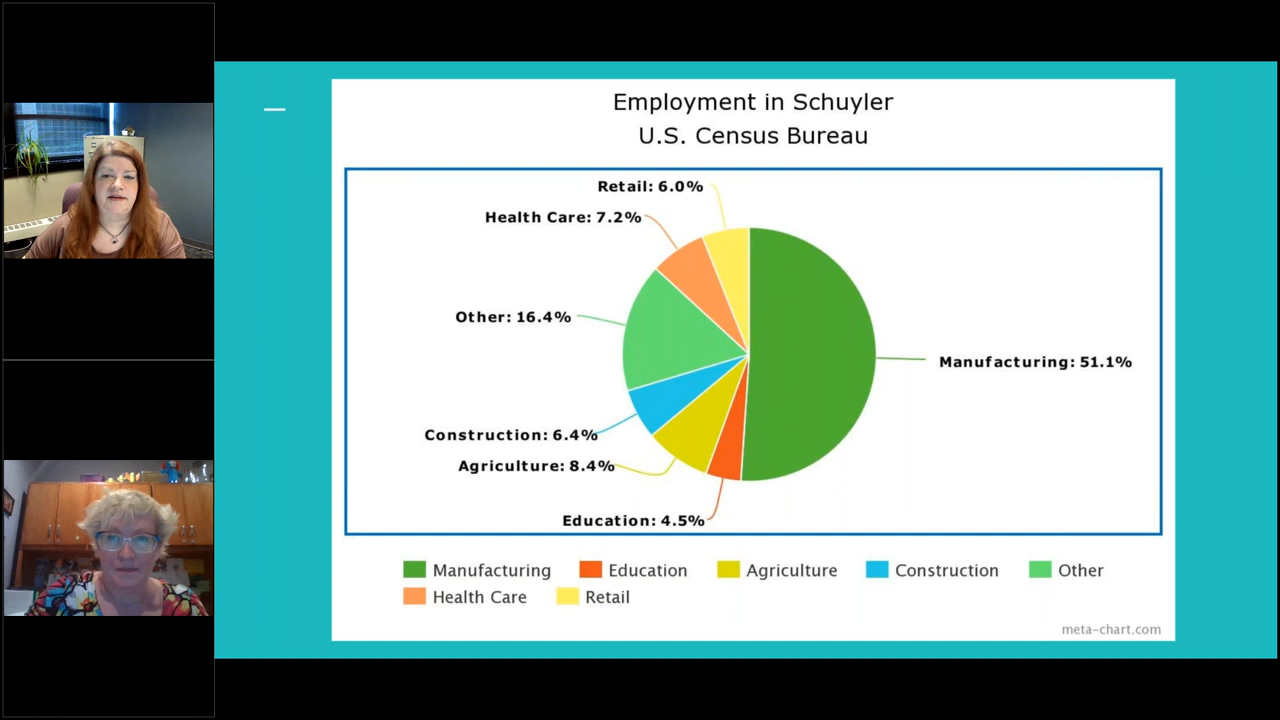 Employment in Schuyler
U.S. Census Bureau
Retail: 6.0%
Health Care: 7.2%
Other: 16.4%
Manufacturing: 51.1%
Construction: 6.4%
Agriculture: 8.4%
Education: 4.5%
Manufacturing Education Agriculture Construction Other
Health Care Retail
meta-chart.com